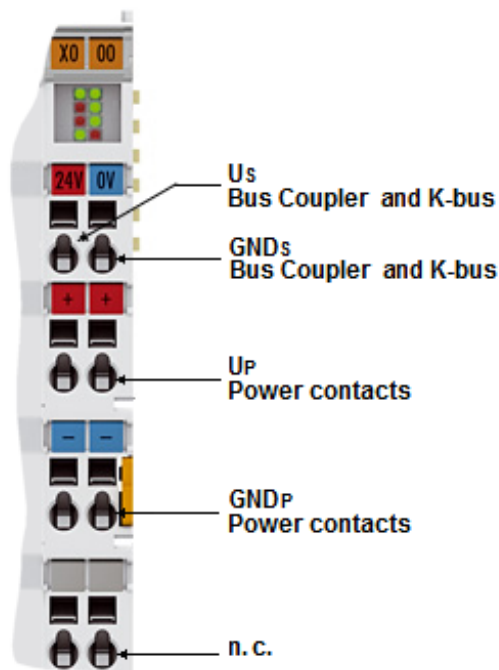 X0 00
24V 0V
Us
Bus Coupler and K-bus
GNDs
Bus Coupler and K-bus
+ +
UP
Power contacts
− −
GNDP
Power contacts
n. c.